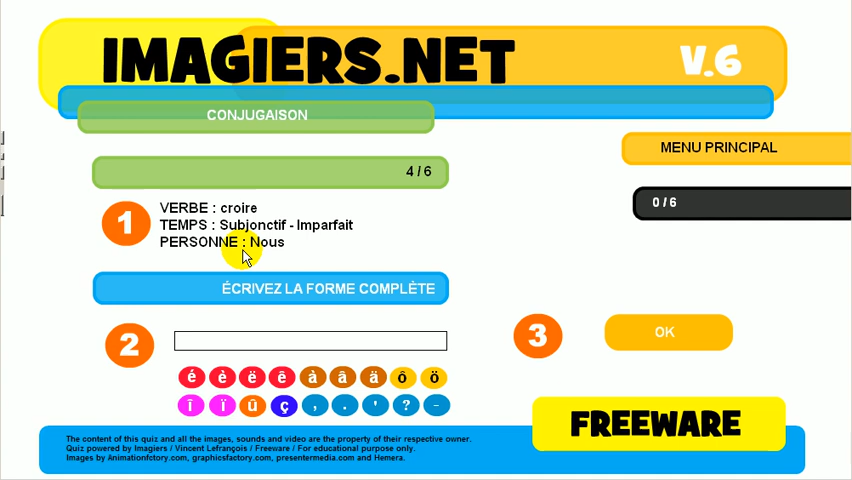 IMAGIERS.NET
V.6
CONJUGAISON
MENU PRINCIPAL
4 / 6
0 / 6
1
VERBE : croire
TEMPS : Subjonctif - Imparfait
PERSONNE : Nous
ÉCRIVEZ LA FORME COMPLÈTE
2
3
OK
é è ë ê à â ä ô ö
Î Ï Û ç , . ' ? -
FREEWARE
The content of this quiz and all the images, sounds and video are the property of their respective owner.
Quiz powered by Imagiers / Vincent Lefrançois / Freeware / For educational purpose only.
Images by Animationfctory.com, graphicsfactory.com, presentermedia.com and Hemera.